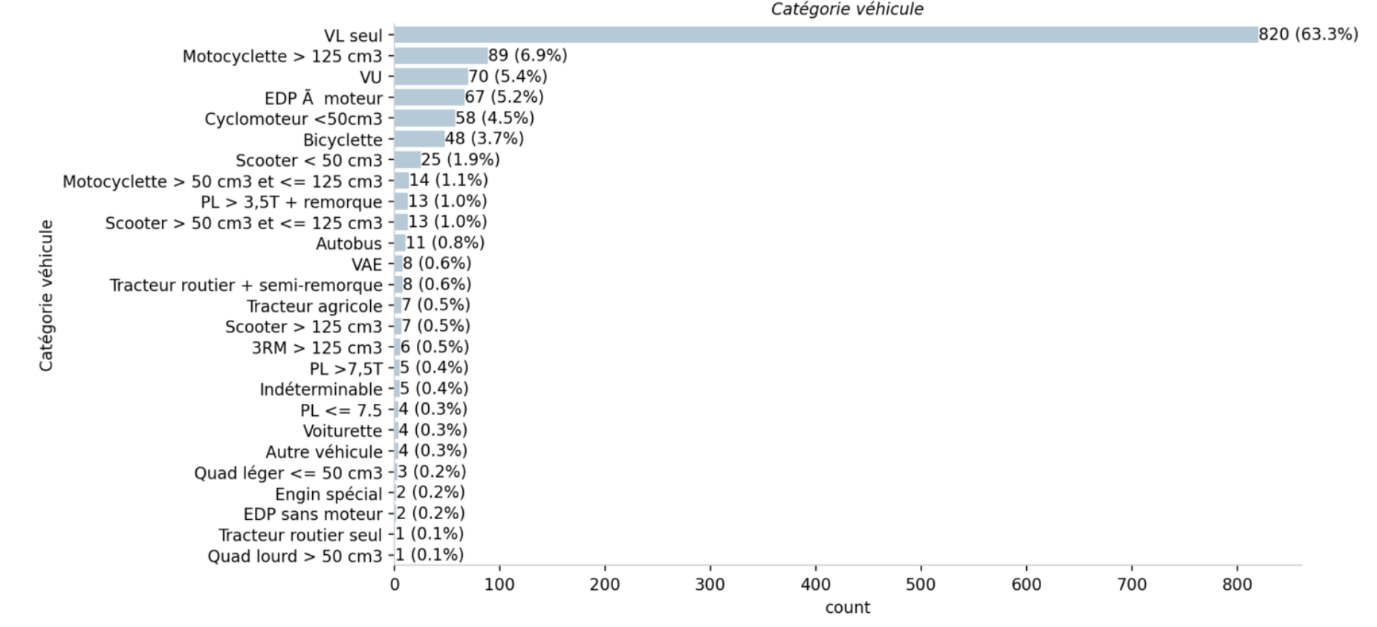 Catégorie véhicule
VL seul 820 (63.3%)
Motocyclette > 125 cm3 89 (6.9%)
VU 70 (5.4%)
EDP Ã  moteur 67 (5.2%)
Cyclomoteur <50cm3 58 (4.5%)
Bicyclette 48 (3.7%)
Scooter < 50 cm3 25 (1.9%)
Motocyclette > 50 cm3 et <= 125 cm3 14 (1.1%)
PL > 3,5T + remorque 13 (1.0%)
Scooter > 50 cm3 et <= 125 cm3 13 (1.0%)
Autobus 11 (0.8%)
VAE 8 (0.6%)
Tracteur routier + semi-remorque 8 (0.6%)
Tracteur agricole 7 (0.5%)
Scooter > 125 cm3 7 (0.5%)
3RM > 125 cm3 6 (0.5%)
PL >7,5T 5 (0.4%)
Indéterminable 5 (0.4%)
PL <= 7.5 4 (0.3%)
Voiturette 4 (0.3%)
Autre véhicule 4 (0.3%)
Quad léger <= 50 cm3 3 (0.2%)
Engin spécial 2 (0.2%)
EDP sans moteur 2 (0.2%)
Tracteur routier seul 1 (0.1%)
Quad lourd > 50 cm3 1 (0.1%)
Catégorie véhicule
0 100 200 300 400 500 600 700 800
count